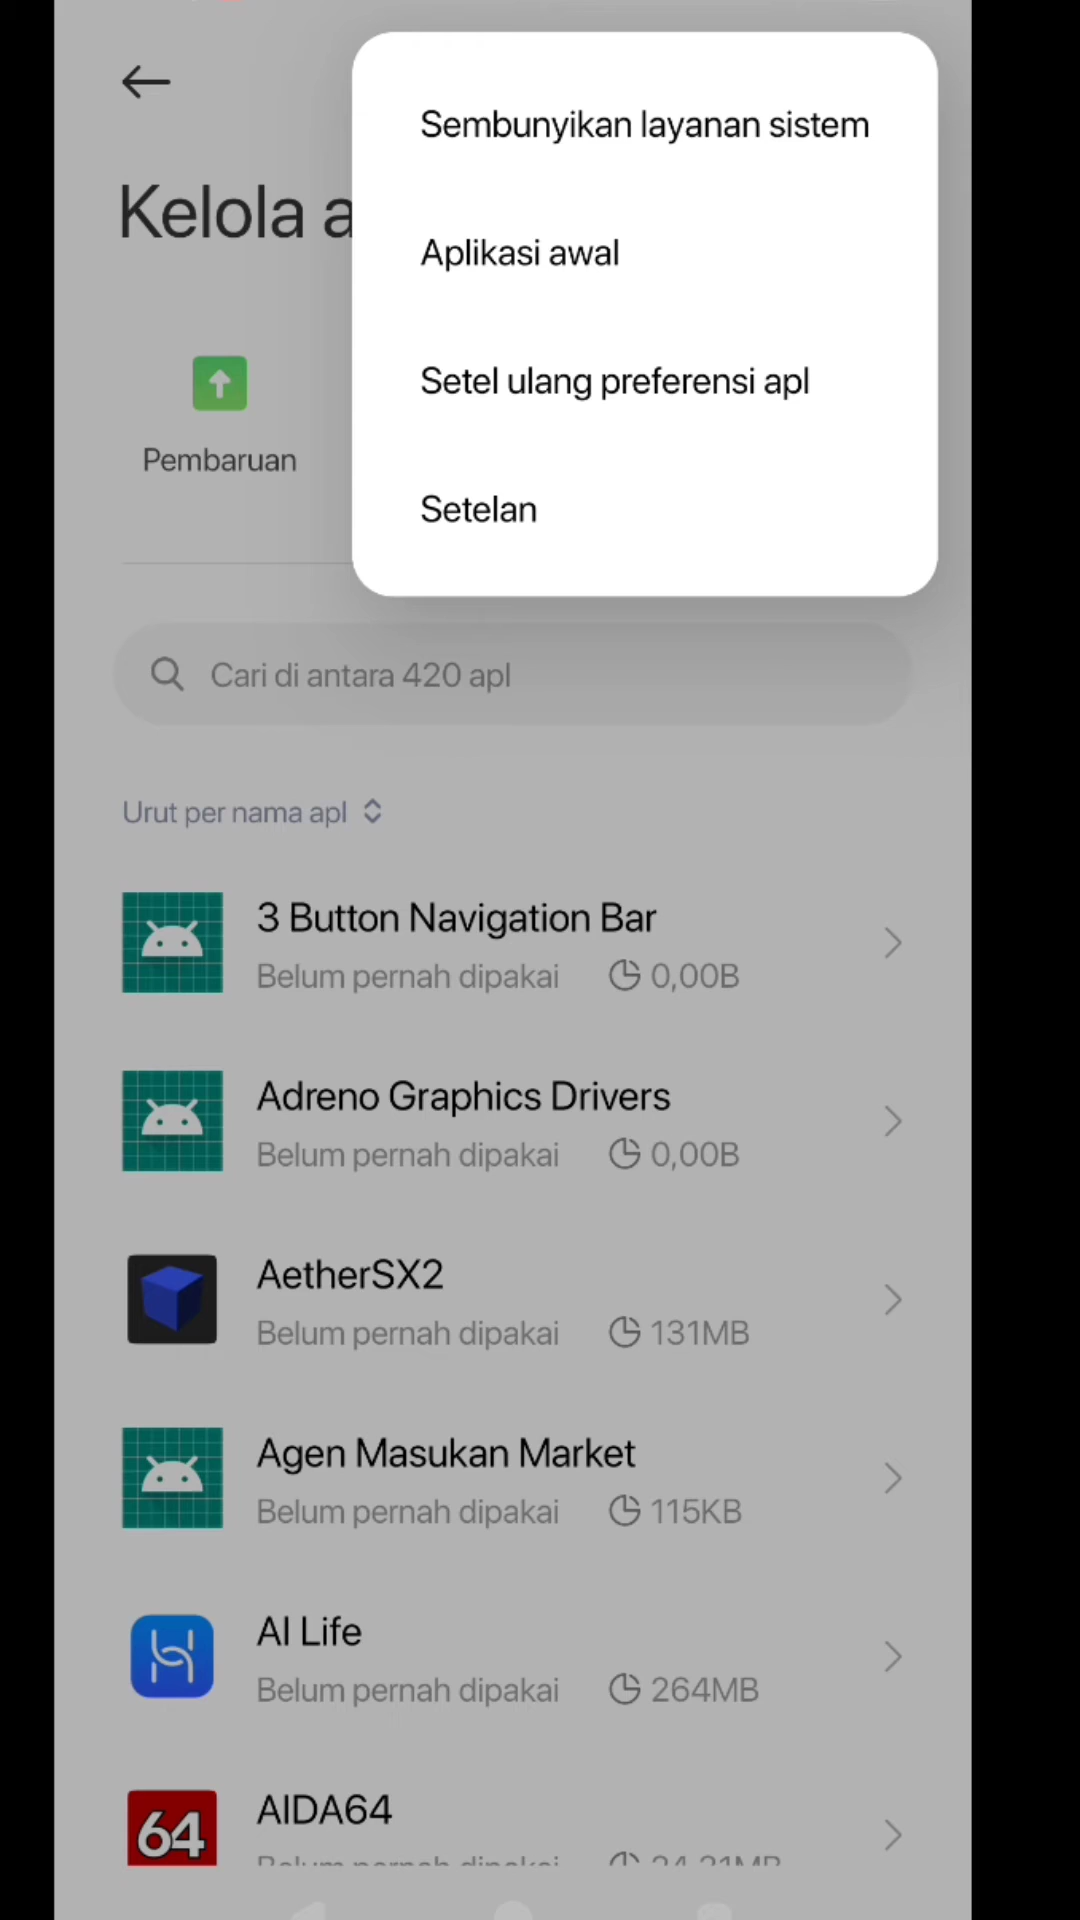 Sembunyikan layanan sistem
Aplikasi awal
Setel ulang preferensi apl
Setelan
Kelola a
Pembaruan
Cari di antara 420 apl
Urut per nama apl
3 Button Navigation Bar
Belum pernah dipakai 0,00B
Adreno Graphics Drivers
Belum pernah dipakai 0,00B
AetherSX2
Belum pernah dipakai 131MB
Agen Masukan Market
Belum pernah dipakai 115KB
AI Life
Belum pernah dipakai 264MB
64
AIDA64
Belum pernah dipakai